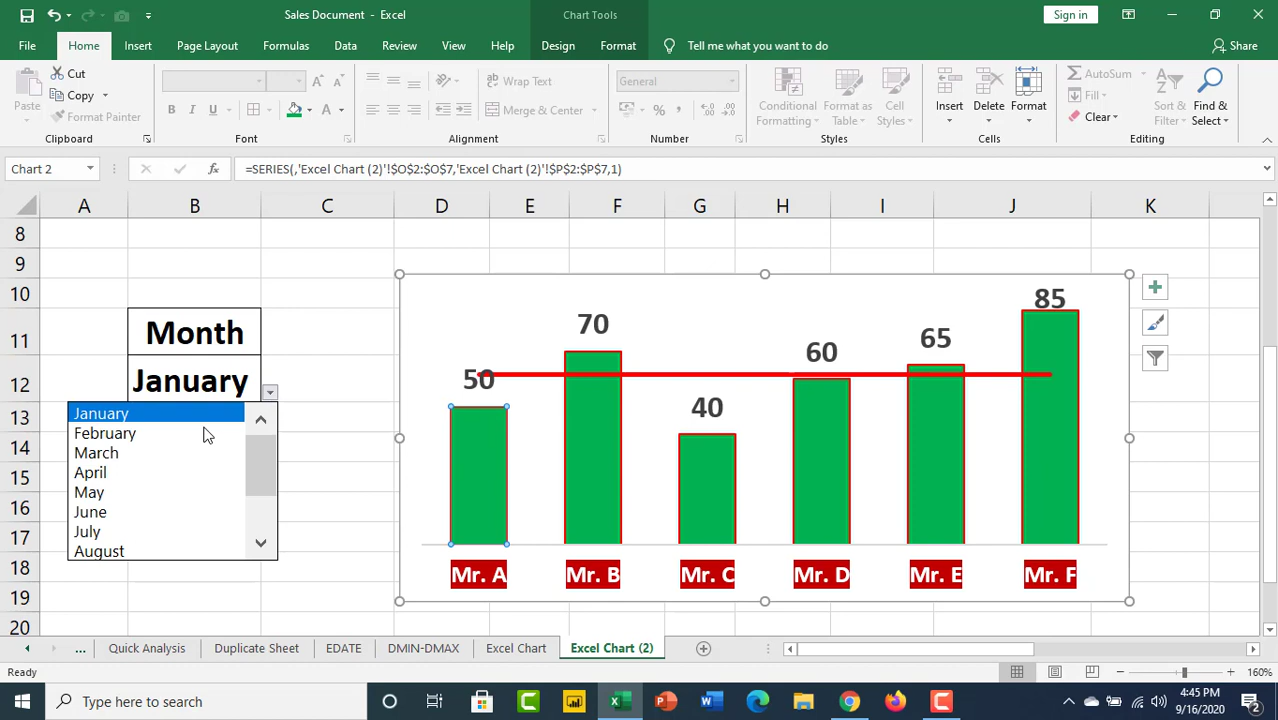 Sales Document - Excel
Chart Tools
Sign in
File
Home
Insert
Page Layout
Formulas
Data
Review
View
Help
Design
Format
Tell me what you want to do
Share
Paste
Cut
Copy
Format Painter
Clipboard
B I U
A
Font
ab Wrap Text
Merge & Center
Alignment
General
%
Number
Conditional Formatting
Format as Table
Cell Styles
Styles
Insert
Delete
Format
Cells
AutoSum
Fill
Clear
Sort & Filter
Find & Select
Editing
Chart 2
fx
=SERIES(,'Excel Chart (2)'!$O$2:$O$7,'Excel Chart (2)'!$P$2:$P$7,1)
A B C D E F G H I J K
8
9
10
11
12
13
14
15
16
17
18
19
20
Month
January
January
February
March
April
May
June
July
August
50 70 40 60 65 85
Mr. A Mr. B Mr. C Mr. D Mr. E Mr. F
... Quick Analysis Duplicate Sheet EDATE DMIN-DMAX Excel Chart Excel Chart (2)
Ready
160%
Type here to search
4:45 PM
9/16/2020
2